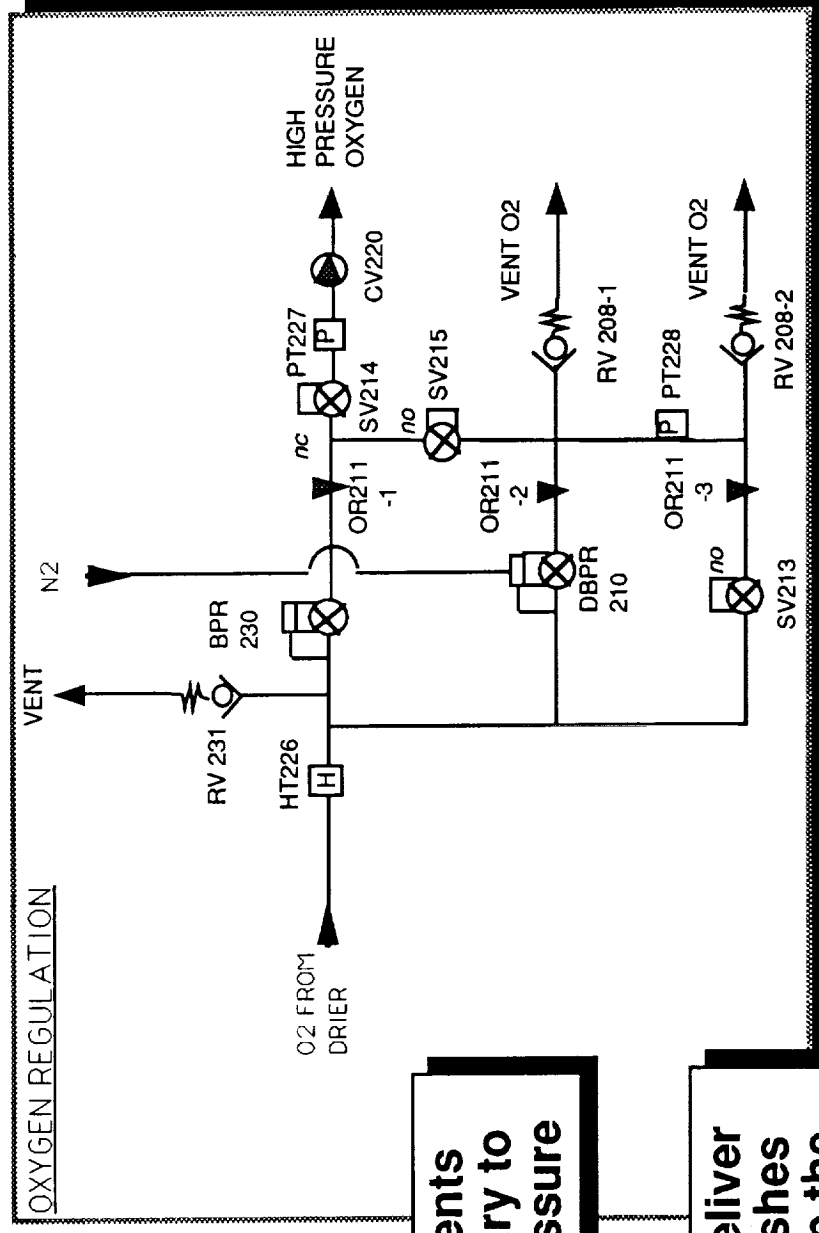 OXYGEN REGULATION
VENT
N2
RV 231
HT226
H
O2 FROM
DRIER
BPR
230
nc
OR211
-1
PT227
P
SV214
CV220
HIGH
PRESSURE
OXYGEN
no
SV215
DBPR
210
OR211
-2
RV 208-1
VENT O2
no
SV213
OR211
-3
P
PT228
RV 208-2
VENT O2
ents
ry to
ssure
eliver
shes